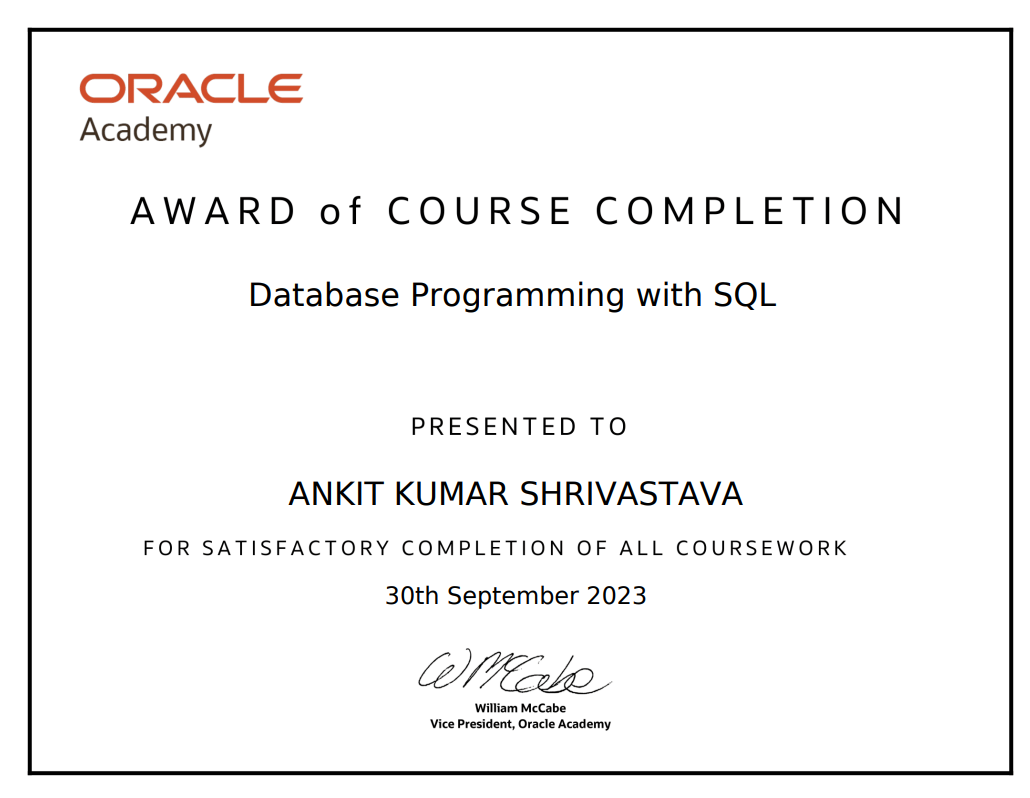 ORACLE
Academy
AWARD of COURSE COMPLETION
Database Programming with SQL
PRESENTED TO
ANKIT KUMAR SHRIVASTAVA
FOR SATISFACTORY COMPLETION OF ALL COURSEWORK
30th September 2023
W McCabe
William McCabe
Vice President, Oracle Academy